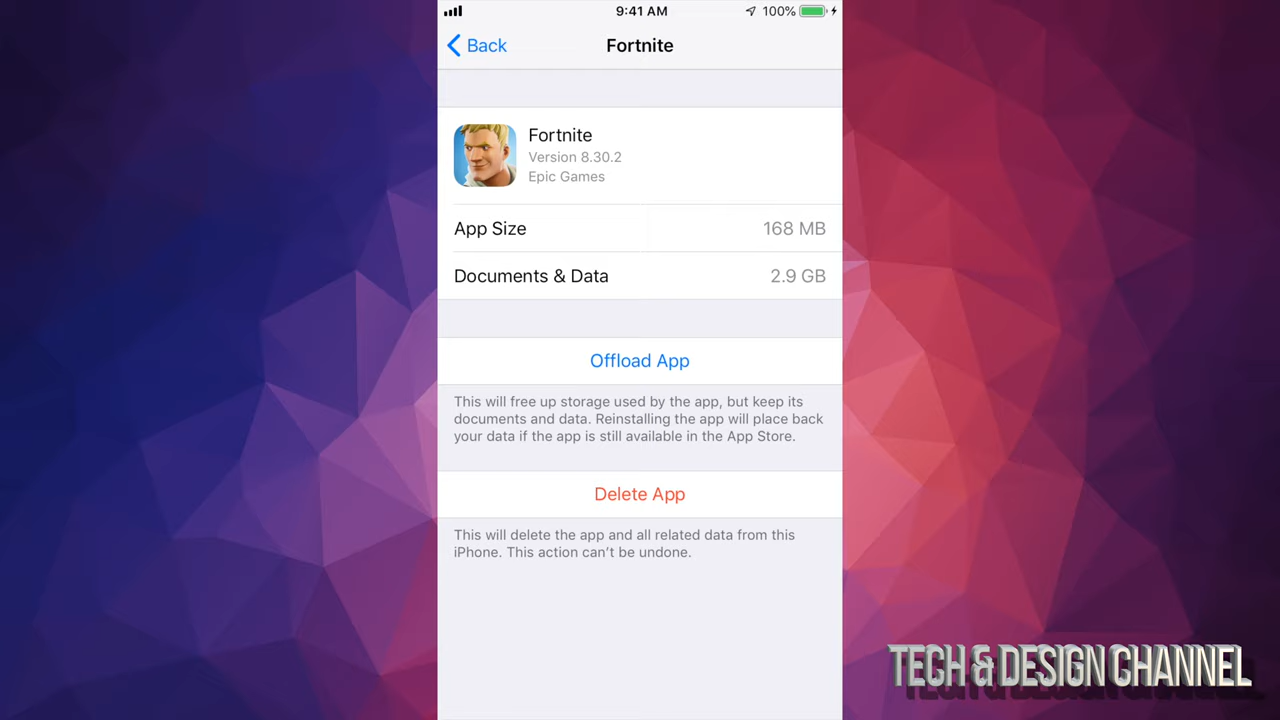 9:41 AM
100%
Back
Fortnite
Fortnite
Version 8.30.2
Epic Games
App Size 168 MB
Documents & Data 2.9 GB
Offload App
This will free up storage used by the app, but keep its
documents and data. Reinstalling the app will place back
your data if the app is still available in the App Store.
Delete App
This will delete the app and all related data from this
iPhone. This action can’t be undone.
TECH & DESIGN CHANNEL